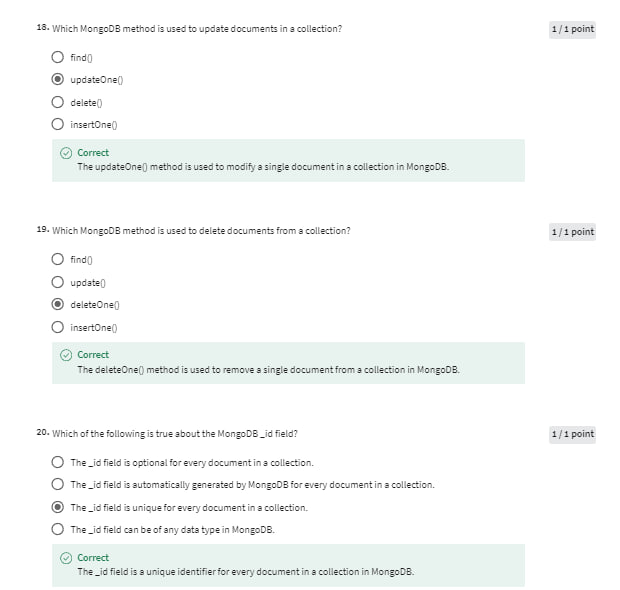 18. Which MongoDB method is used to update documents in a collection?
1 / 1 point
find()
updateOne()
delete()
insertOne()
Correct
The updateOne() method is used to modify a single document in a collection in MongoDB.
19. Which MongoDB method is used to delete documents from a collection?
1 / 1 point
find()
update()
deleteOne()
insertOne()
Correct
The deleteOne() method is used to remove a single document from a collection in MongoDB.
20. Which of the following is true about the MongoDB _id field?
1 / 1 point
The _id field is optional for every document in a collection.
The _id field is automatically generated by MongoDB for every document in a collection.
The _id field is unique for every document in a collection.
The _id field can be of any data type in MongoDB.
Correct
The _id field is a unique identifier for every document in a collection in MongoDB.